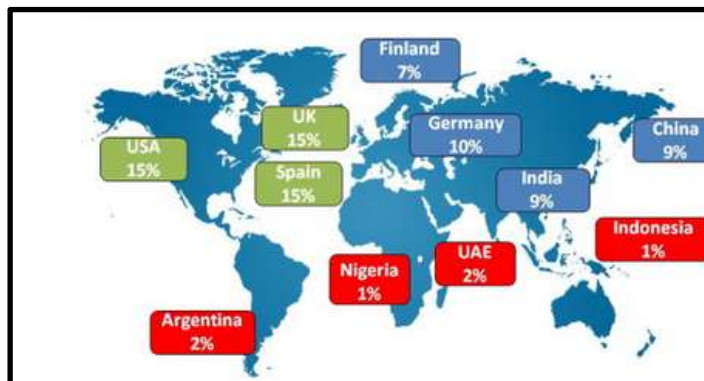 Finland
7%
UK
15%
Germany
10%
China
9%
USA
15%
Spain
15%
India
9%
Indonesia
1%
UAE
2%
Nigeria
1%
Argentina
2%